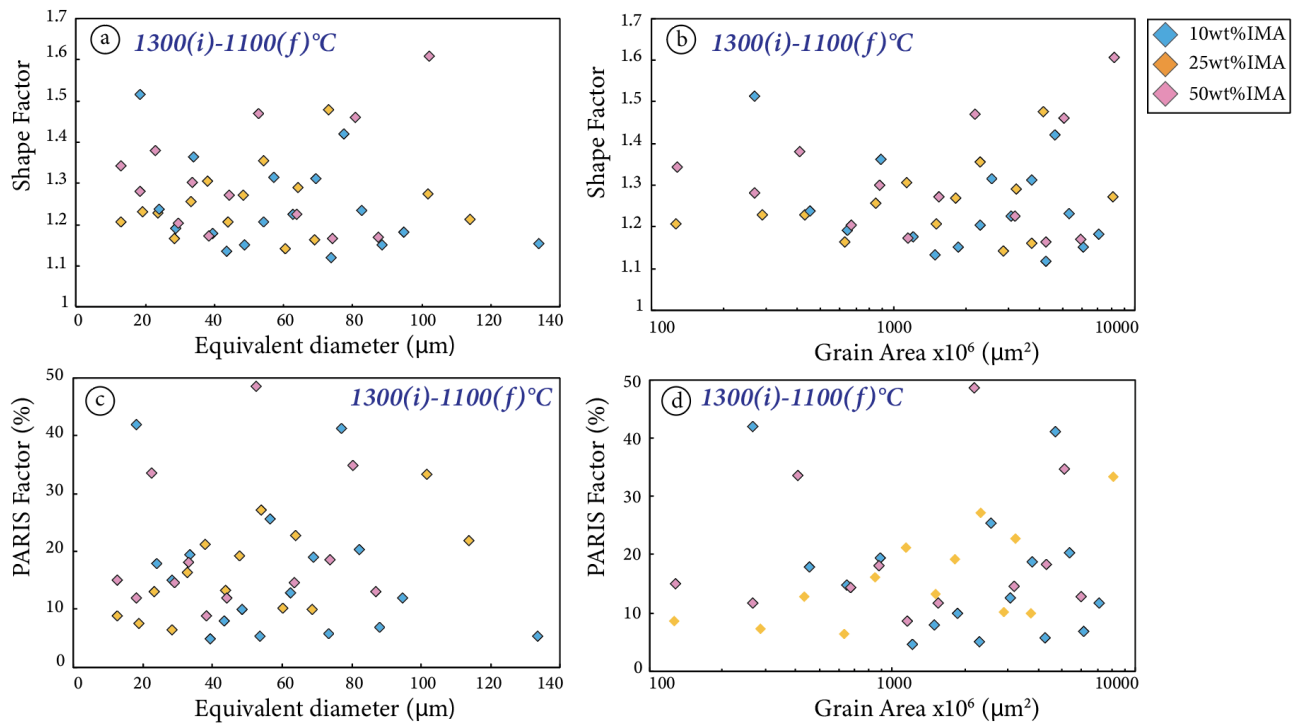 a
1300(i)-1100(f)°C
Shape Factor
1.7
1.6
1.5
1.4
1.3
1.2
1.1
1
0
20
40
60
80
100
120
140
Equivalent diameter (μm)
b
1300(i)-1100(f)°C
Shape Factor
1.7
1.6
1.5
1.4
1.3
1.2
1.1
1
100
1000
10000
Grain Area x10⁶ (μm²)
10wt%IMA
25wt%IMA
50wt%IMA
c
1300(i)-1100(f)°C
PARIS Factor (%)
50
40
30
20
10
0
0
20
40
60
80
100
120
140
Equivalent diameter (μm)
d
1300(i)-1100(f)°C
PARIS Factor (%)
50
40
30
20
10
0
100
1000
10000
Grain Area x10⁶ (μm²)